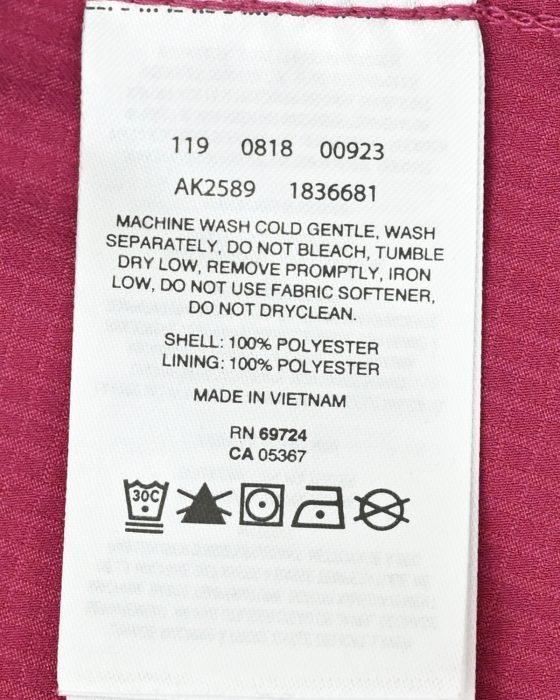 119 0818 00923
AK2589 1836681
MACHINE WASH COLD GENTLE, WASH
SEPARATELY, DO NOT BLEACH, TUMBLE
DRY LOW, REMOVE PROMPTLY, IRON
LOW, DO NOT USE FABRIC SOFTENER,
DO NOT DRYCLEAN.
SHELL: 100% POLYESTER
LINING: 100% POLYESTER
MADE IN VIETNAM
RN 69724
CA 05367
30C